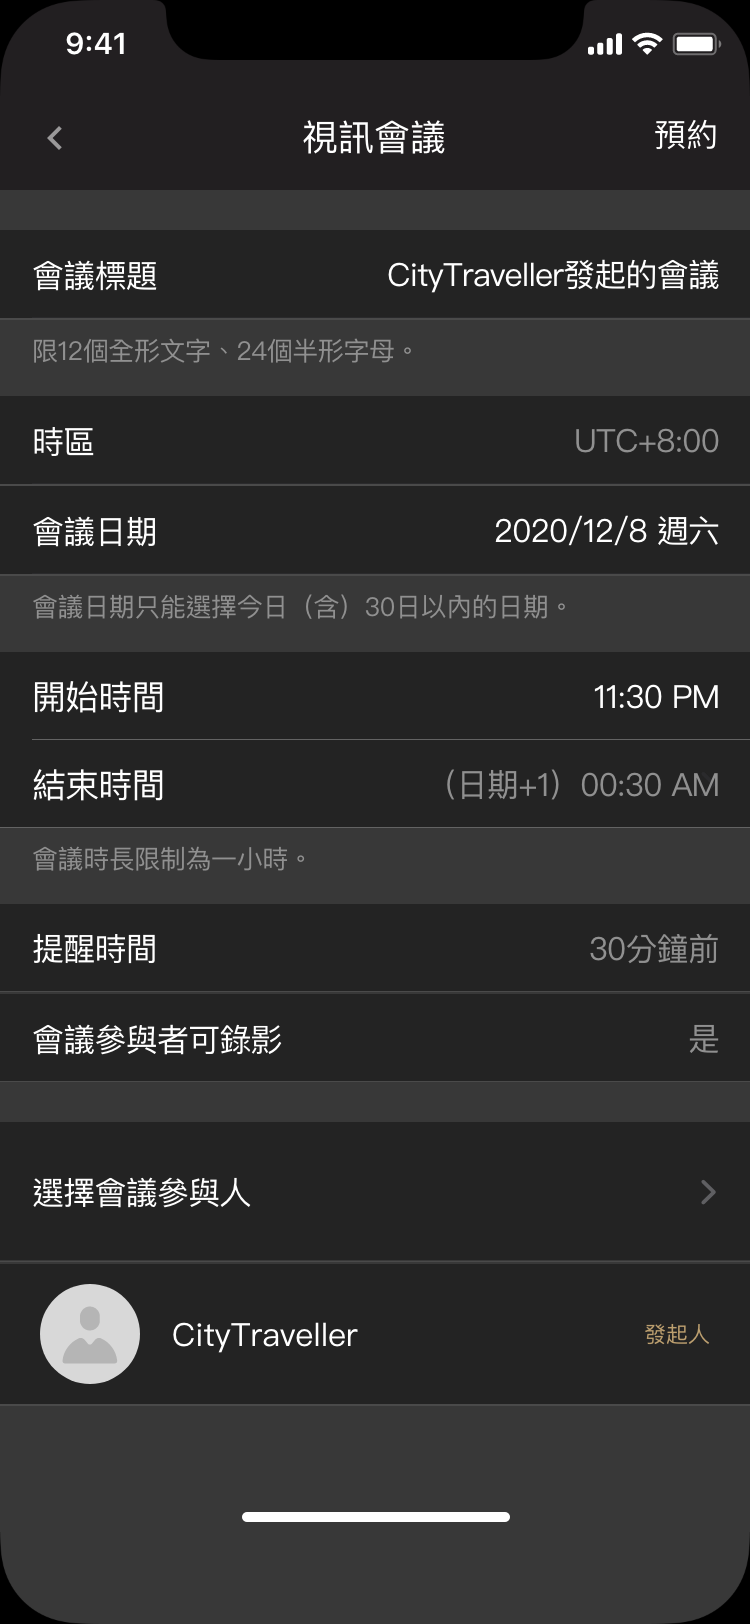 9:41
視訊會議 預約
會議標題 CityTraveller發起的會議
限12個全形文字、24個半形字母。
時區 UTC+8:00
會議日期 2020/12/8 週六
會議日期只能選擇今日（含）30日以內的日期。
開始時間 11:30 PM
結束時間 （日期+1）00:30 AM
會議時長限制為一小時。
提醒時間 30分鐘前
會議參與者可錄影 是
選擇會議參與人
CityTraveller 發起人